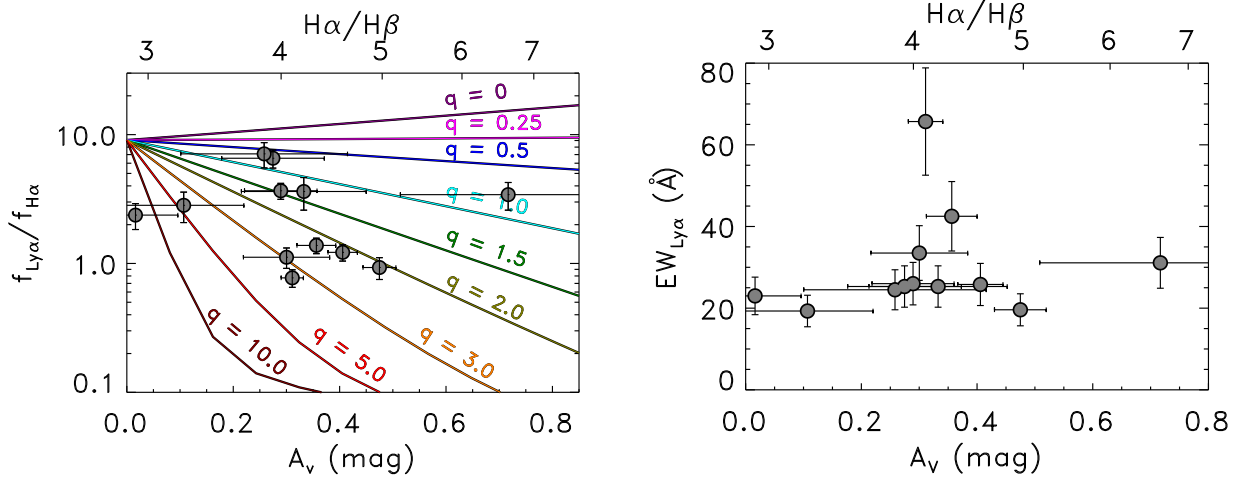 Hα/Hβ
3 4 5 6 7
10.0
1.0
0.1
f_Lyα/f_Hα
q = 0
q = 0.25
q = 0.5
q = 1.0
q = 1.5
q = 2.0
q = 3.0
q = 5.0
q = 10.0
0.0 0.2 0.4 0.6 0.8
A_v (mag)
Hα/Hβ
3 4 5 6 7
80
60
40
20
0
EW_Lyα (Å)
0.0 0.2 0.4 0.6 0.8
A_V (mag)